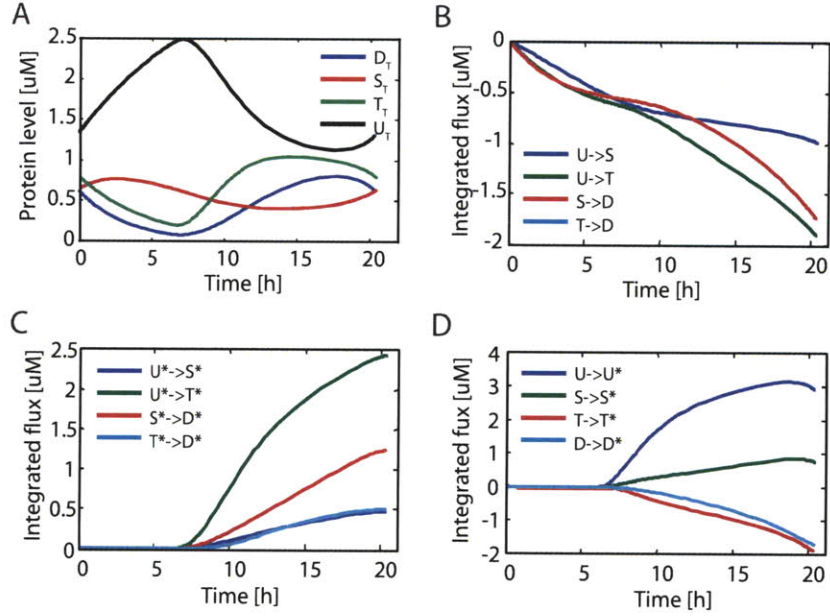 A
Protein level [uM]
2.5
2
1.5
1
0.5
0
D_T
S_T
T_T
U_T
0 5 10 15 20
Time [h]
B
Integrated flux [uM]
0
-0.5
-1
-1.5
-2
U->S
U->T
S->D
T->D
0 5 10 15 20
Time [h]
C
Integrated flux [uM]
2.5
2
1.5
1
0.5
0
U*->S*
U*->T*
S*->D*
T*->D*
0 5 10 15 20
Time [h]
D
Integrated fux [uM]
4
3
2
1
0
-1
-2
U->U*
S->S*
T->T*
D->D*
0 5 10 15 20
Time [h]